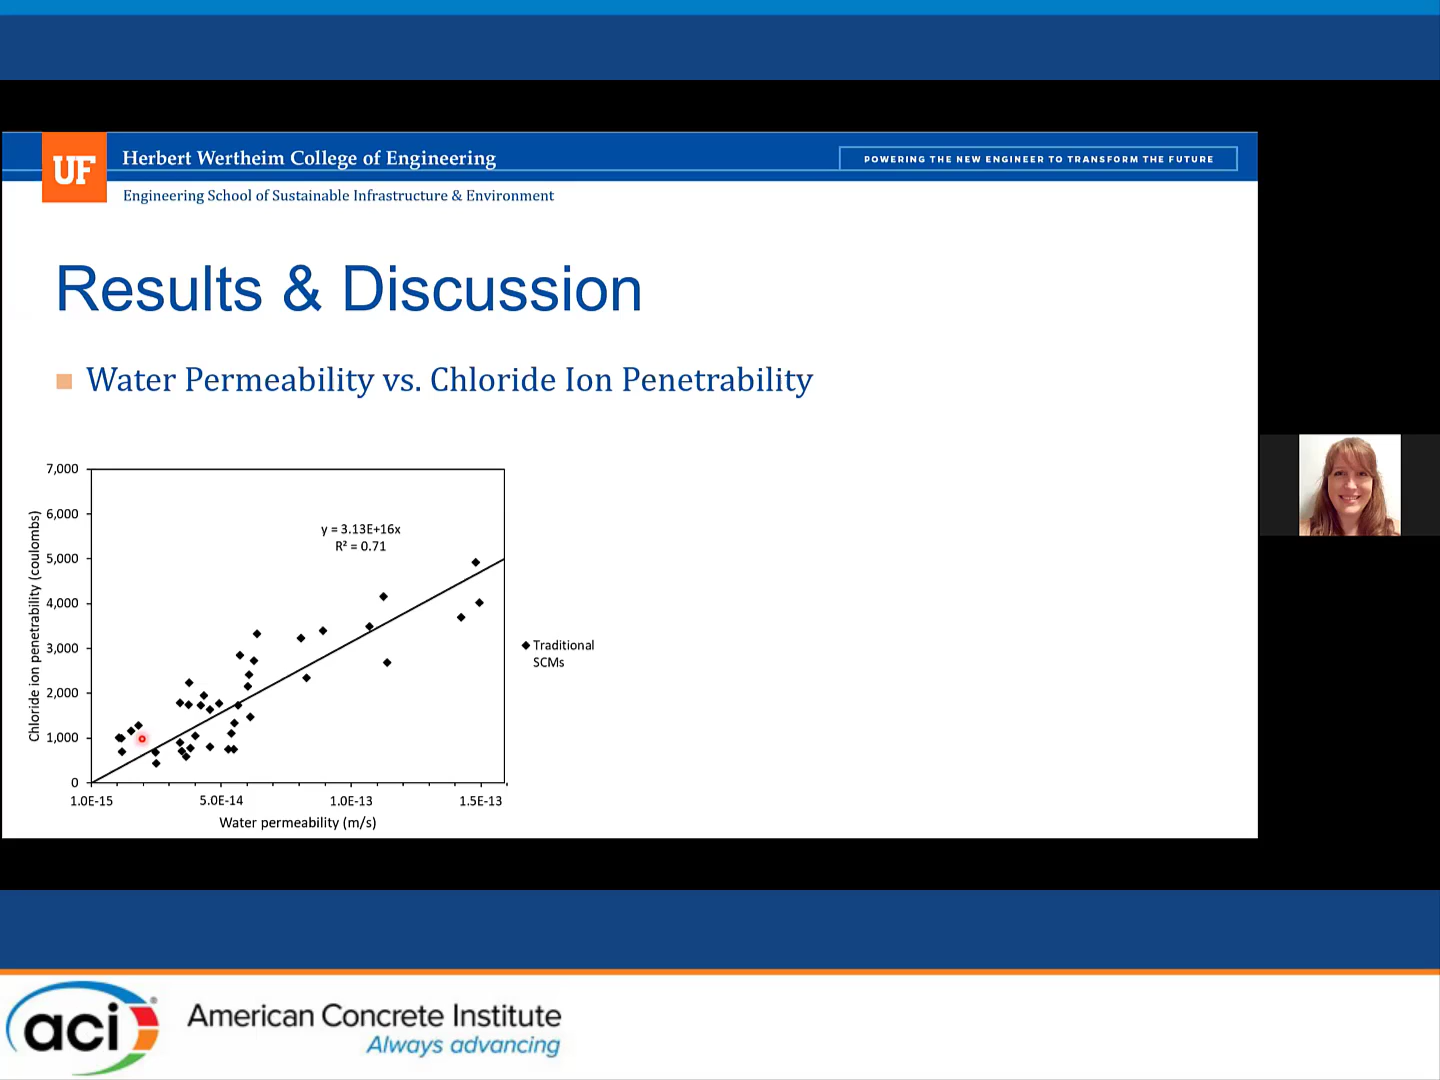 UF
Herbert Wertheim College of Engineering
POWERING THE NEW ENGINEER TO TRANSFORM THE FUTURE
Engineering School of Sustainable Infrastructure & Environment
Results & Discussion
Water Permeability vs. Chloride Ion Penetrability
Chloride ion penetrability (coulombs)
7,000
6,000
5,000
4,000
3,000
2,000
1,000
0
y = 3.13E+16x
R² = 0.71
Traditional
SCMs
1.0E-15 5.0E-14 1.0E-13 1.5E-13
Water permeability (m/s)
aci®
American Concrete Institute
Always advancing